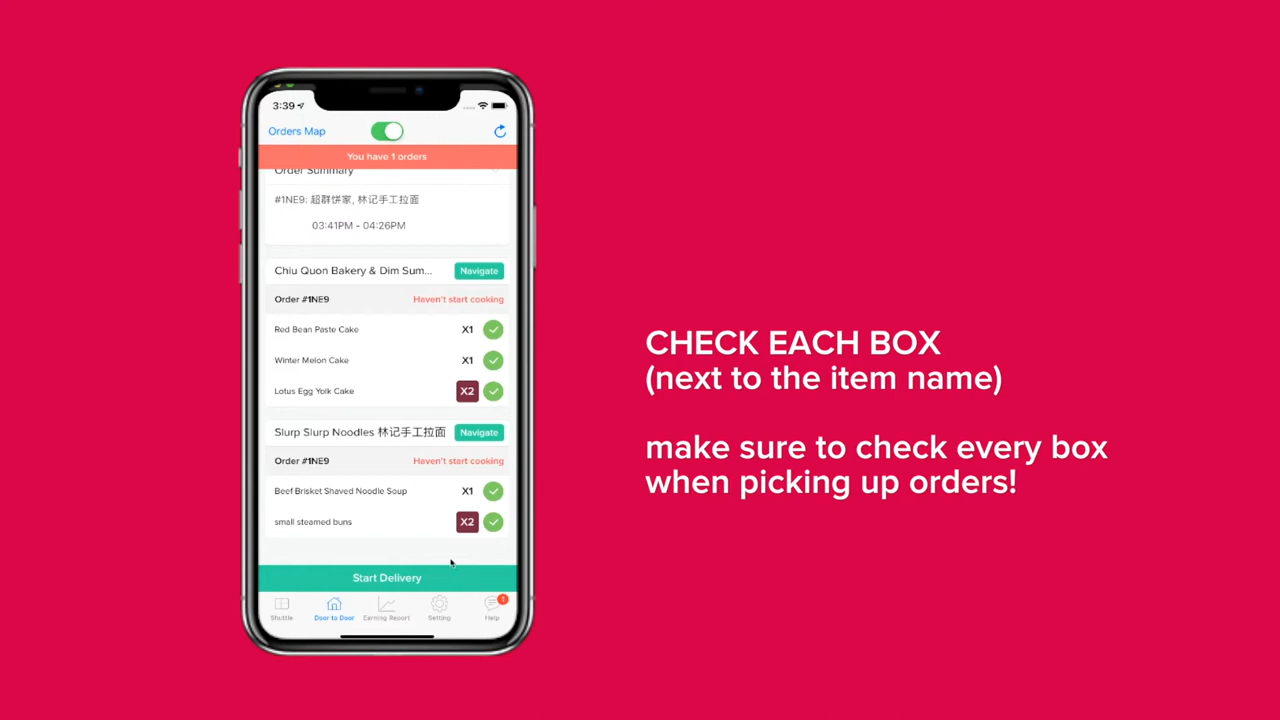 3:39
Orders Map
You have 1 orders
Order Summary
#1NE9: 超群饼家, 林记手工拉面
03:41PM - 04:26PM
Chiu Quon Bakery & Dim Sum...
Navigate
Order #1NE9
Haven't start cooking
Red Bean Paste Cake X1
Winter Melon Cake X1
Lotus Egg Yolk Cake X2
Slurp Slurp Noodles 林记手工拉面
Navigate
Order #1NE9
Haven't start cooking
Beef Brisket Shaved Noodle Soup X1
small steamed buns X2
Start Delivery
Shuttle
Door to Door
Earning Report
Setting
Help
1
CHECK EACH BOX
(next to the item name)
make sure to check every box
when picking up orders!